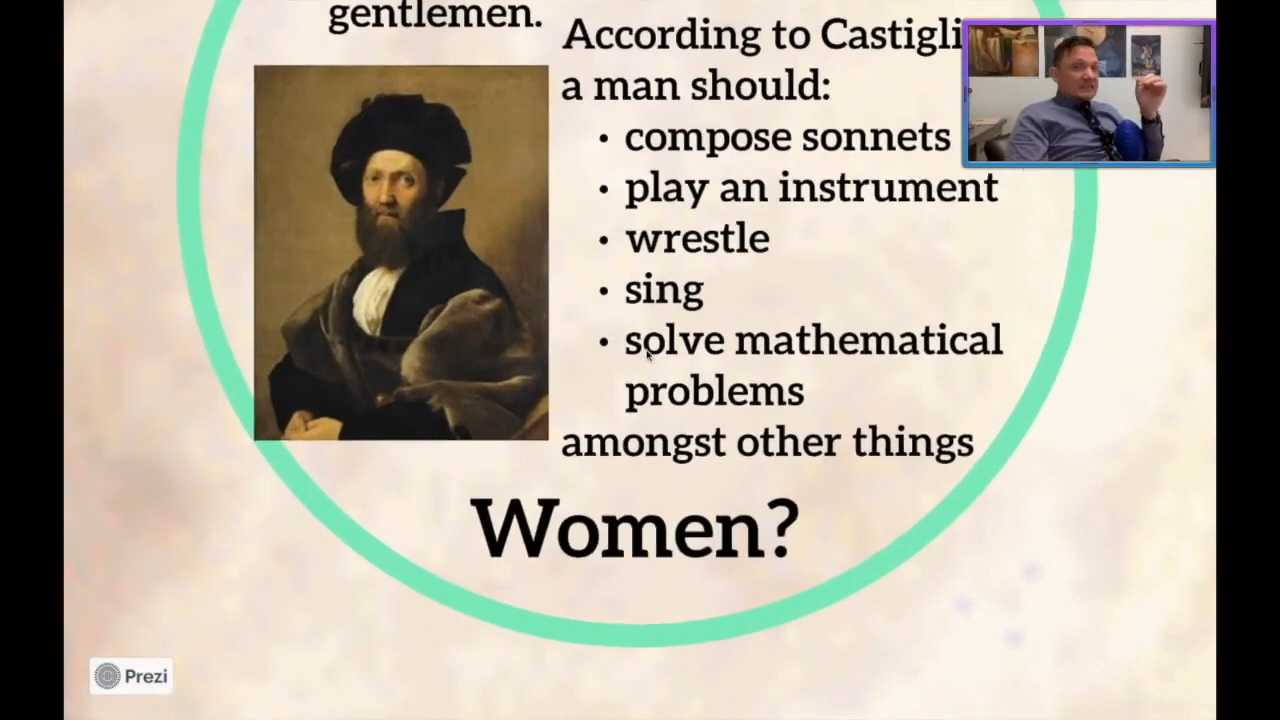 gentlemen.
According to Castigli
a man should:
• compose sonnets
• play an instrument
• wrestle
• sing
• solve mathematical
problems
amongst other things
Women?
Prezi